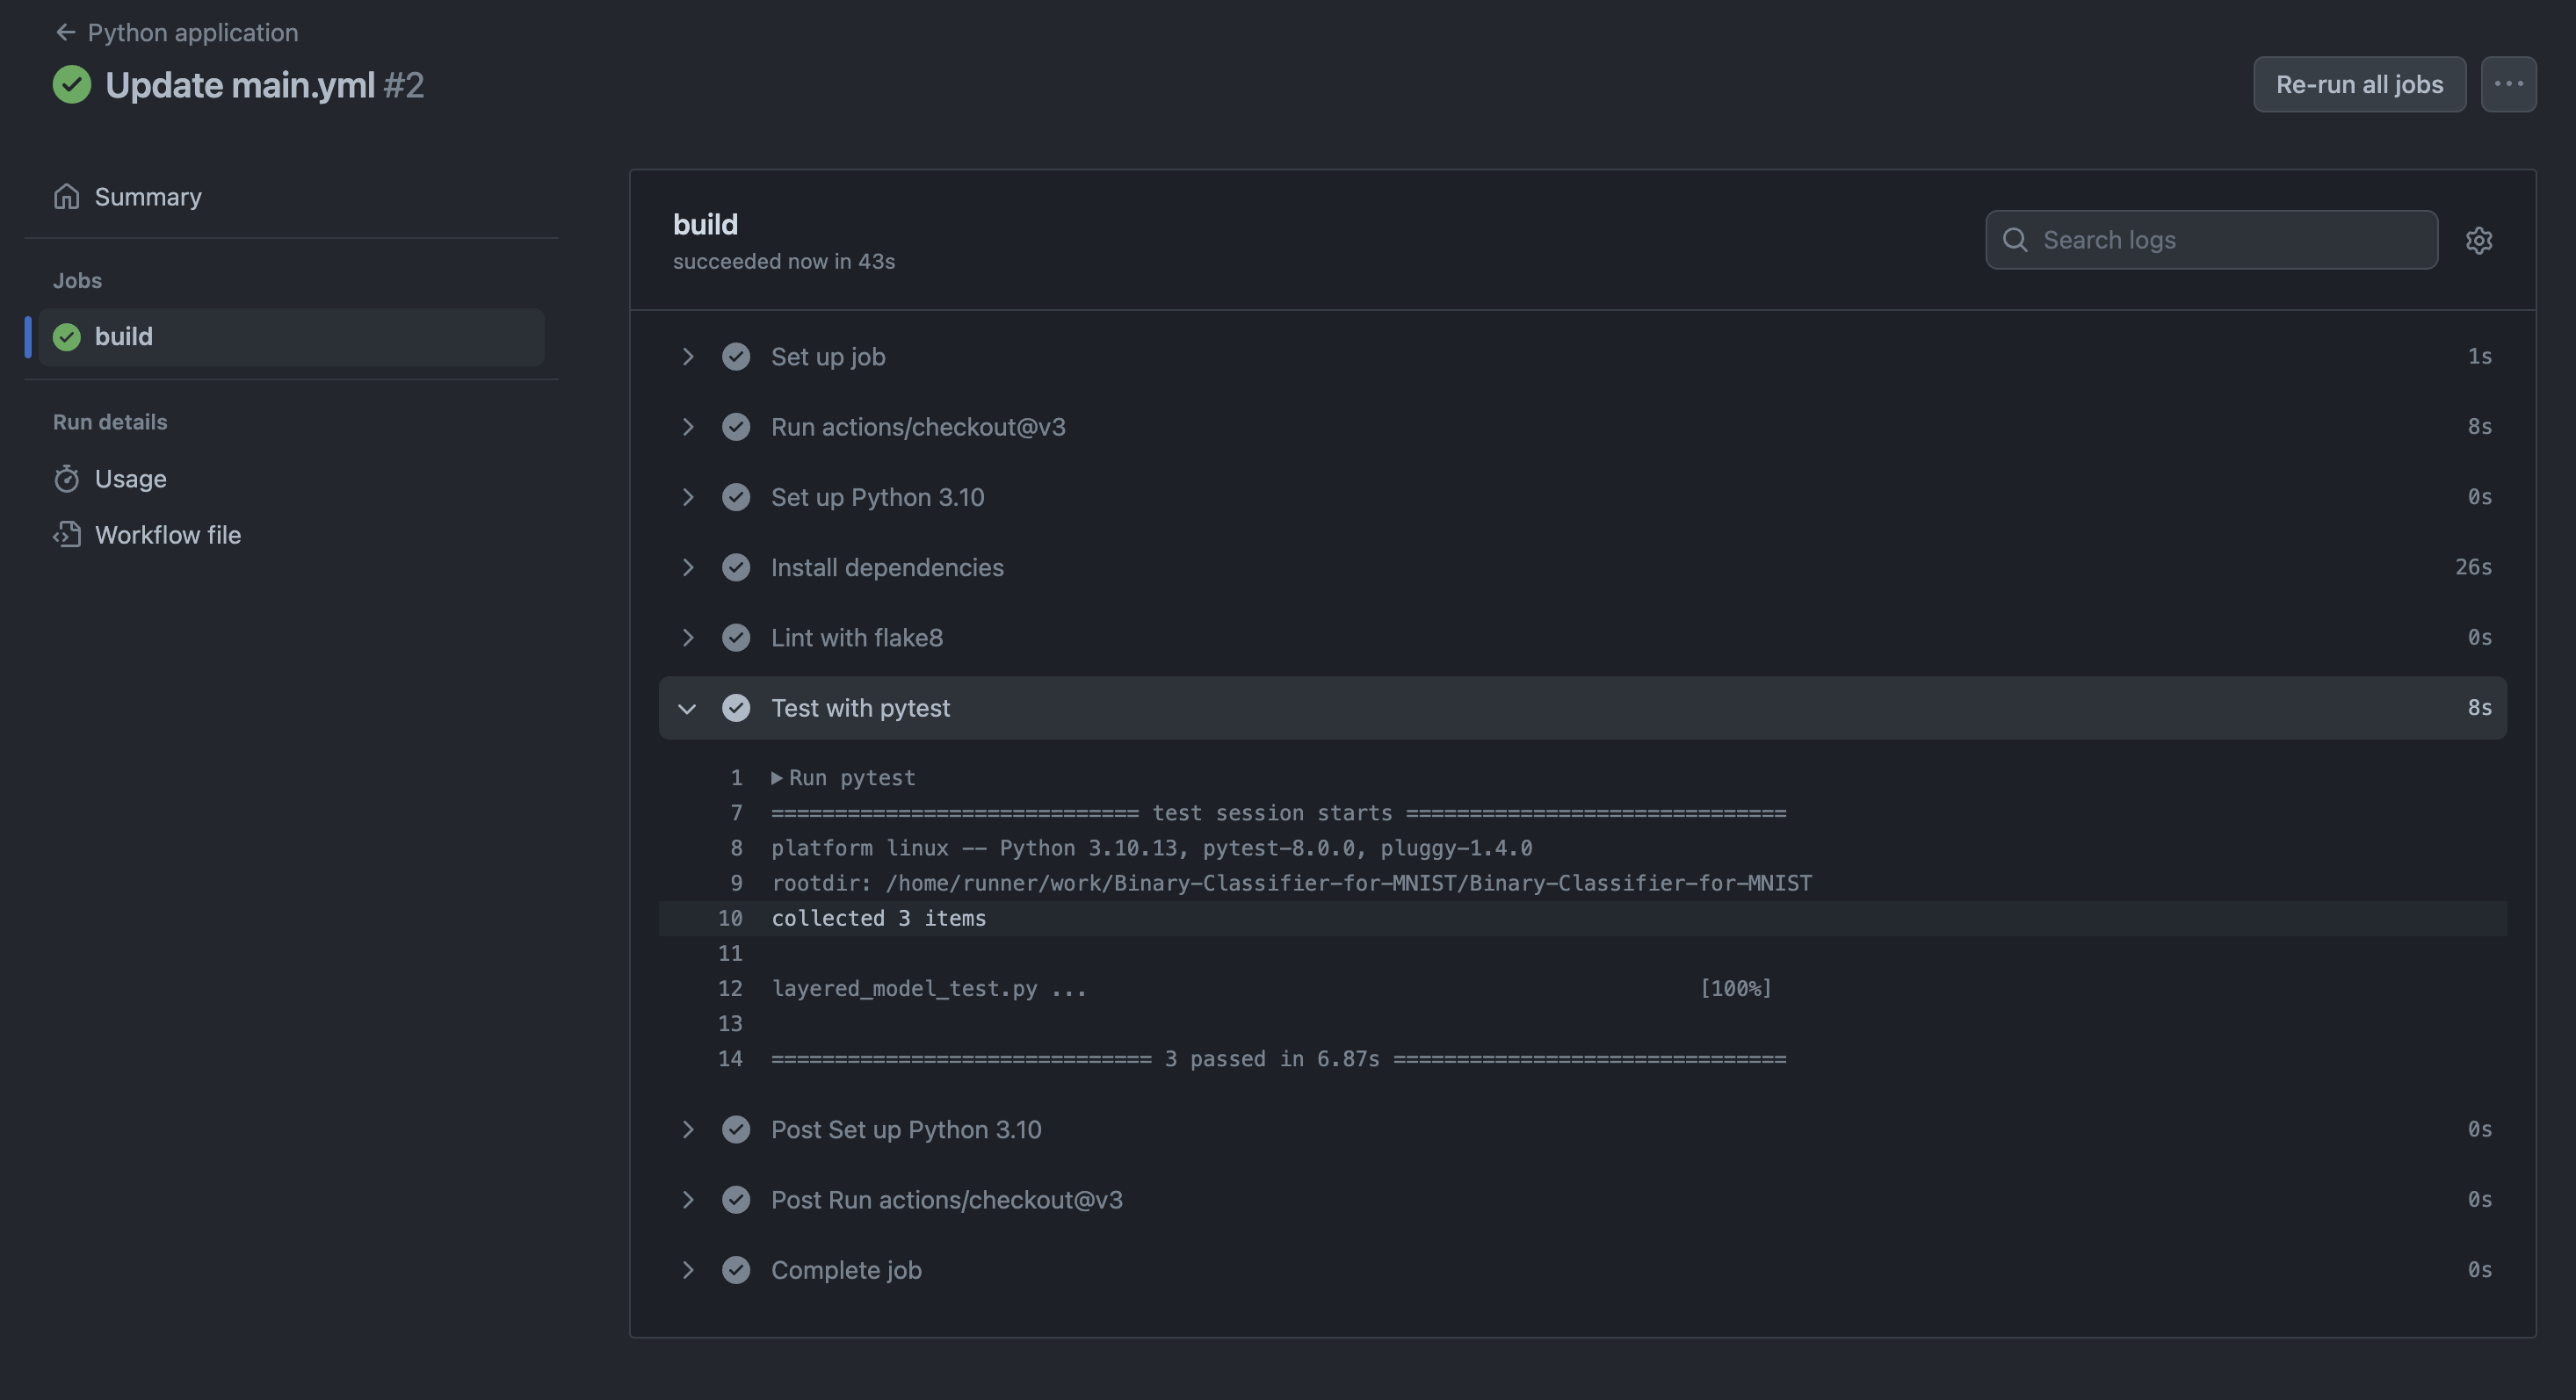 Python application
Update main.yml #2
Re-run all jobs
Summary
Jobs
build
Run details
Usage
Workflow file
build
succeeded now in 43s
Search logs
Set up job 1s
Run actions/checkout@v3 8s
Set up Python 3.10 0s
Install dependencies 26s
Lint with flake8 0s
Test with pytest 8s
1 Run pytest
7 ============================= test session starts ==============================
8 platform linux -- Python 3.10.13, pytest-8.0.0, pluggy-1.4.0
9 rootdir: /home/runner/work/Binary-Classifier-for-MNIST/Binary-Classifier-for-MNIST
10 collected 3 items
11
12 layered_model_test.py ... [100%]
13
14 ============================== 3 passed in 6.87s ===============================
Post Set up Python 3.10 0s
Post Run actions/checkout@v3 0s
Complete job 0s